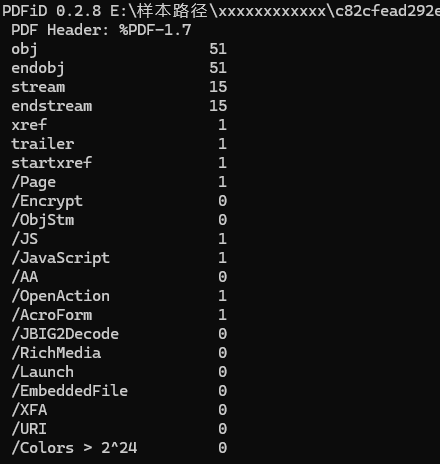 PDFiD 0.2.8 E:\样本路径\xxxxxxxxxxxx\c82cfead292e
PDF Header: %PDF-1.7
obj 51
endobj 51
stream 15
endstream 15
xref 1
trailer 1
startxref 1
/Page 1
/Encrypt 0
/ObjStm 0
/JS 1
/JavaScript 1
/AA 0
/OpenAction 1
/AcroForm 1
/JBIG2Decode 0
/RichMedia 0
/Launch 0
/EmbeddedFile 0
/XFA 0
/URI 0
/Colors > 2^24 0